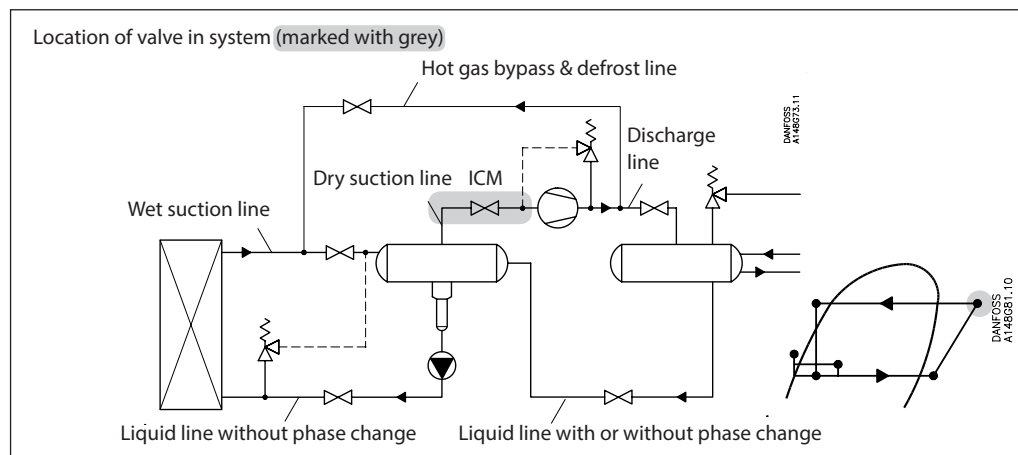 Location of valve in system (marked with grey)
Hot gas bypass & defrost line
DANFOSS
A148G73.11
Discharge
line
Dry suction line
ICM
Wet suction line
DANFOSS
A148G81.10
Liquid line without phase change
Liquid line with or without phase change